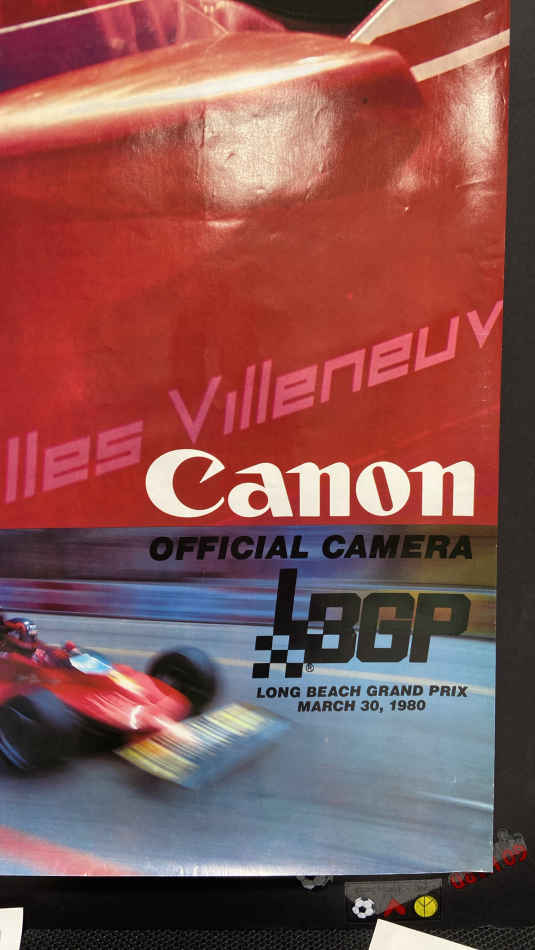 lles Villeneuv
Canon
OFFICIAL CAMERA
LBGP
®
LONG BEACH GRAND PRIX
MARCH 30, 1980